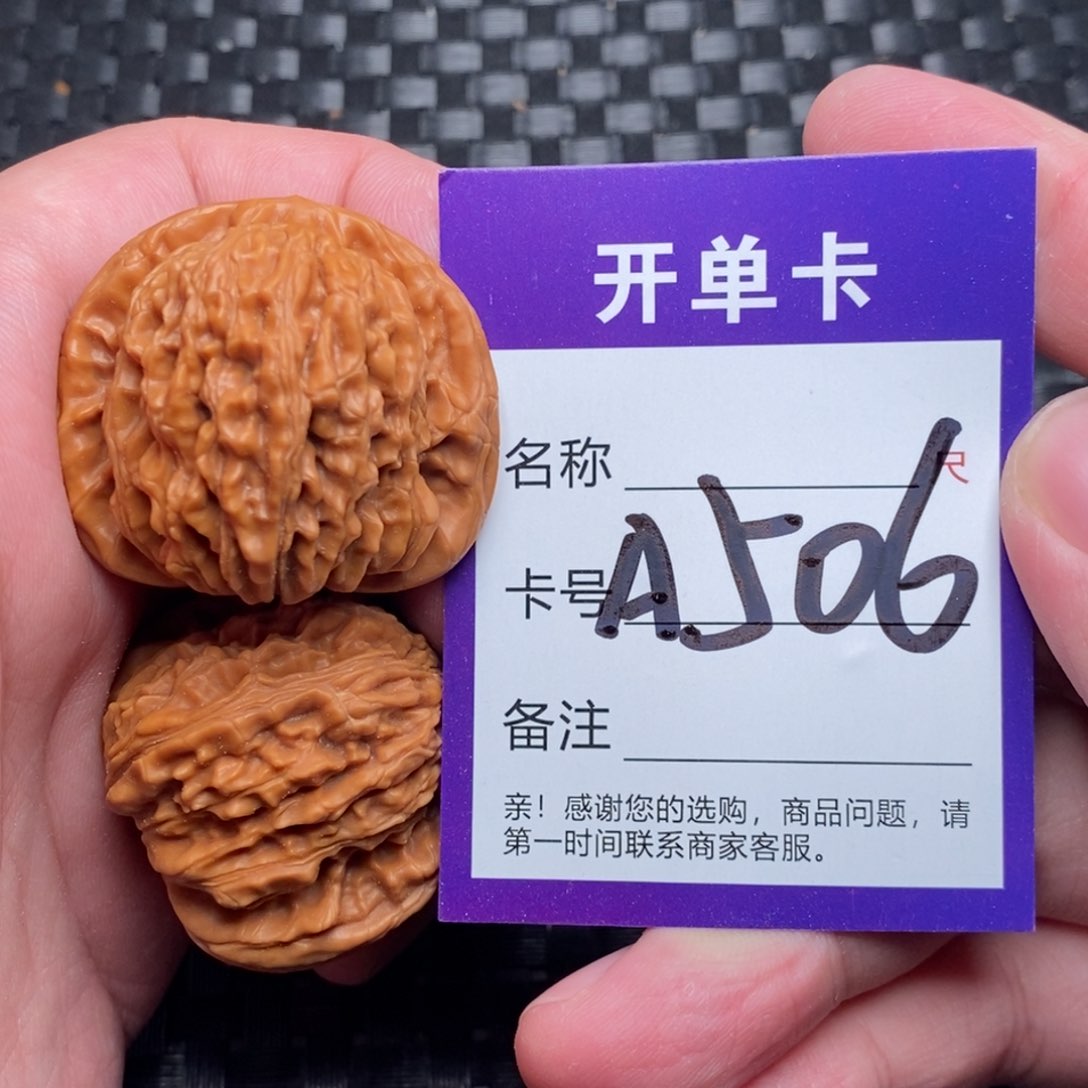 开单卡
名称 尺
卡号 A506
备注
亲！感谢您的选购，商品问题，请
第一时间联系商家客服。